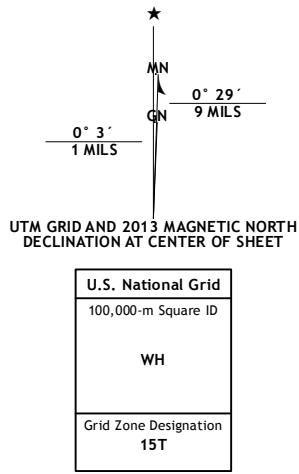 MN
0° 29´
9 MILS
GN
0° 3´
1 MILS
UTM GRID AND 2013 MAGNETIC NORTH
DECLINATION AT CENTER OF SHEET
U.S. National Grid
100,000-m Square ID
WH
Grid Zone Designation
15T